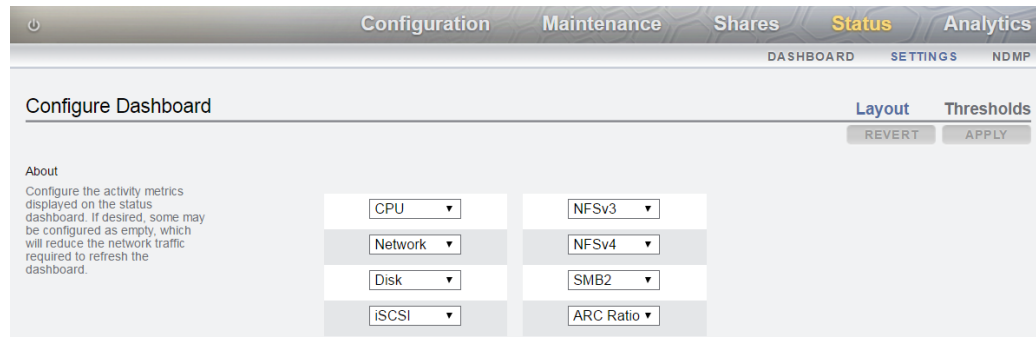 Configuration Maintenance Shares Status Analytics
DASHBOARD SETTINGS NDMP
Configure Dashboard
Layout Thresholds
REVERT APPLY
About
Configure the activity metrics
displayed on the status
dashboard. If desired, some may
be configured as empty, which
will reduce the network traffic
required to refresh the
dashboard.
CPU NFSv3
Network NFSv4
Disk SMB2
iSCSI ARC Ratio